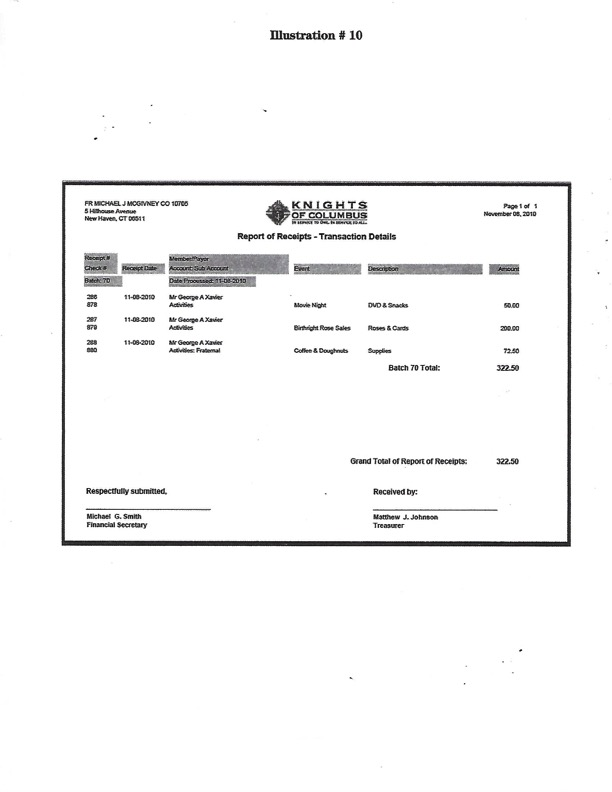 Illustration # 10
FR MICHAEL J MCGIVNEY CO 10705
5 Hillhouse Avenue
New Haven, CT 06511
KNIGHTS
OF COLUMBUS
IN SERVICE TO ONE. IN SERVICE TO ALL.
Page 1 of 1
November 08, 2010
Report of Receipts - Transaction Details
Receipt # Member/Payor
Check # Receipt Date Account: Sub Account Event Description Amount
Batch: 70 Date Processed: 11-08-2010
286 11-08-2010 Mr George A Xavier
878 Activities Movie Night DVD & Snacks 50.00
287 11-08-2010 Mr George A Xavier
879 Activities Birthright Rose Sales Roses & Cards 200.00
288 11-08-2010 Mr George A Xavier
880 Activities: Fraternal Coffee & Doughnuts Supplies 72.50
Batch 70 Total: 322.50
Grand Total of Report of Receipts: 322.50
Respectfully submitted, Received by:
Michael G. Smith Matthew J. Johnson
Financial Secretary Treasurer